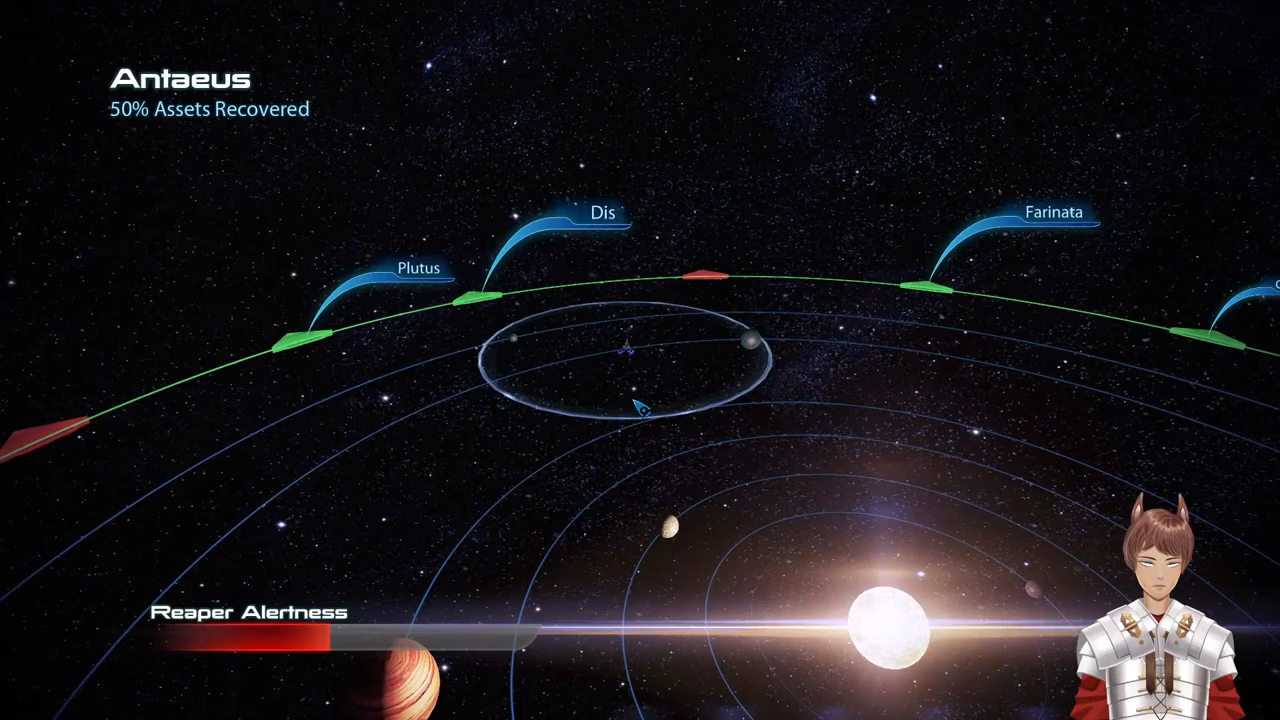 Antaeus
50% Assets Recovered
Dis
Farinata
Plutus
Reaper Alertness